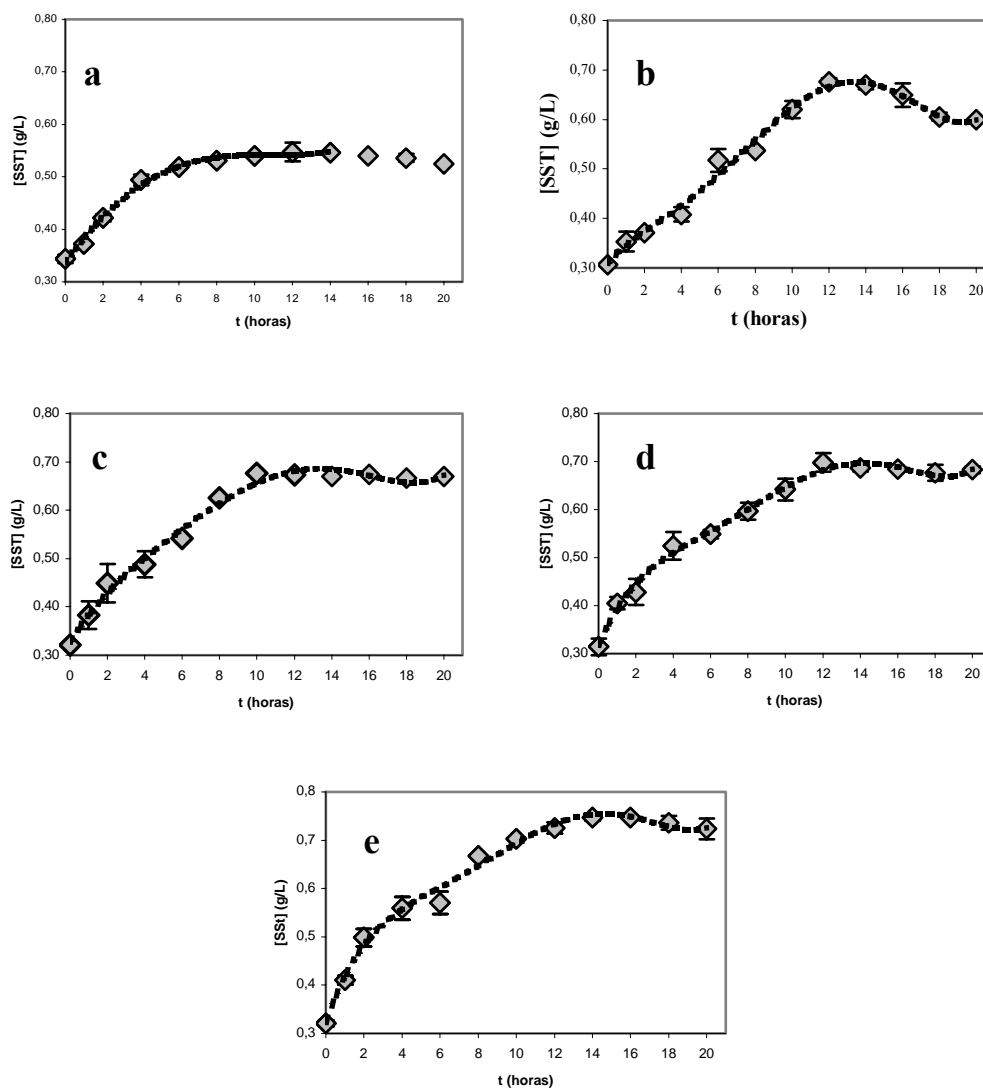 a
[SST] (g/L)
0,80
0,70
0,60
0,50
0,40
0,30
0 2 4 6 8 10 12 14 16 18 20
t (horas)
b
[SST] (g/L)
0,80
0,70
0,60
0,50
0,40
0,30
0 2 4 6 8 10 12 14 16 18 20
t (horas)
c
[SST] (g/L)
0,80
0,70
0,60
0,50
0,40
0,30
0 2 4 6 8 10 12 14 16 18 20
t (horas)
d
[SST] (g/L)
0,80
0,70
0,60
0,50
0,40
0,30
0 2 4 6 8 10 12 14 16 18 20
t (horas)
e
[SSt] (g/L)
0,8
0,7
0,6
0,5
0,4
0,3
0 2 4 6 8 10 12 14 16 18 20
t (horas)